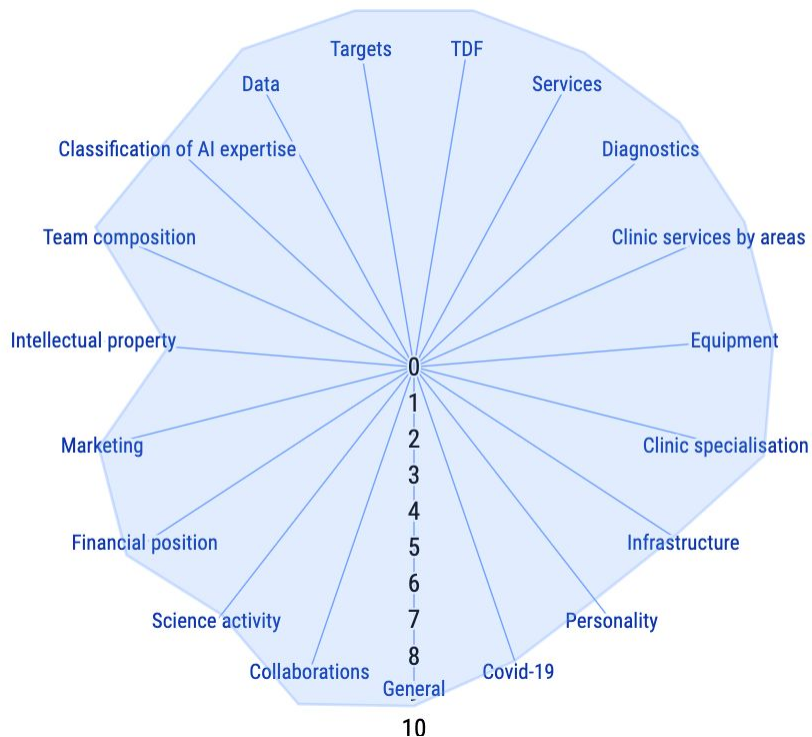 Targets
TDF
Data
Services
Classification of AI expertise
Diagnostics
Team composition
Clinic services by areas
Intellectual property
Equipment
0
1
2
Marketing
Clinic specialisation
3
4
5
Financial position
Infrastructure
6
7
Science activity
Personality
8
Collaborations
Covid-19
General
10